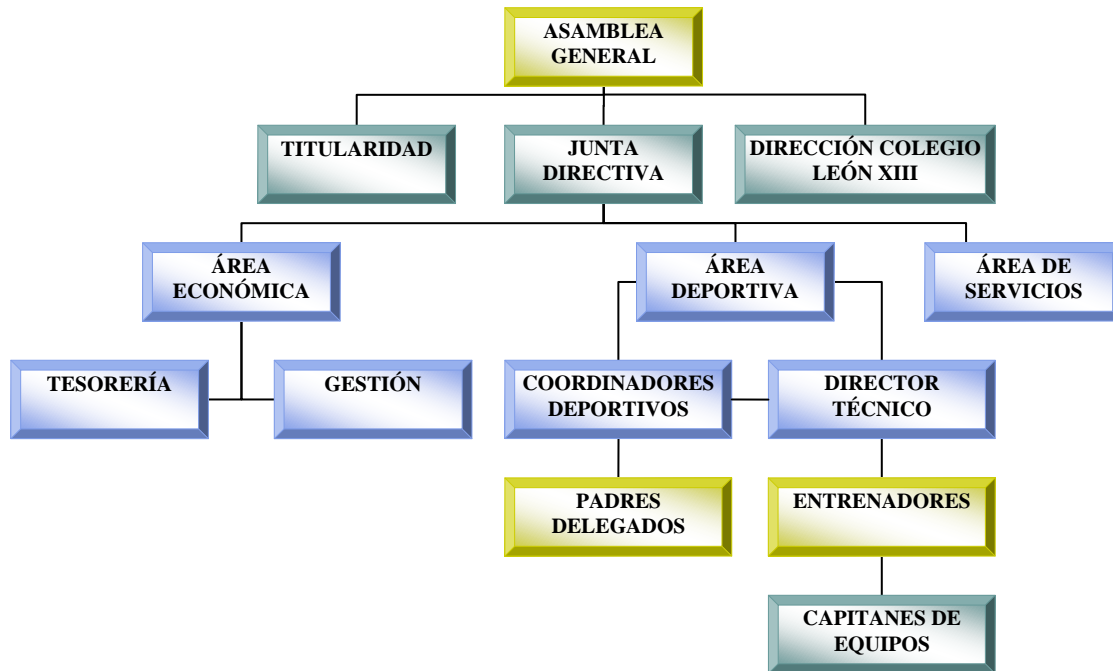 ASAMBLEA
GENERAL
TITULARIDAD
JUNTA
DIRECTIVA
DIRECCIÓN COLEGIO
LEÓN XIII
ÁREA
ECONÓMICA
ÁREA
DEPORTIVA
ÁREA DE
SERVICIOS
TESORERÍA
GESTIÓN
COORDINADORES
DEPORTIVOS
DIRECTOR
TÉCNICO
PADRES
DELEGADOS
ENTRENADORES
CAPITANES DE
EQUIPOS